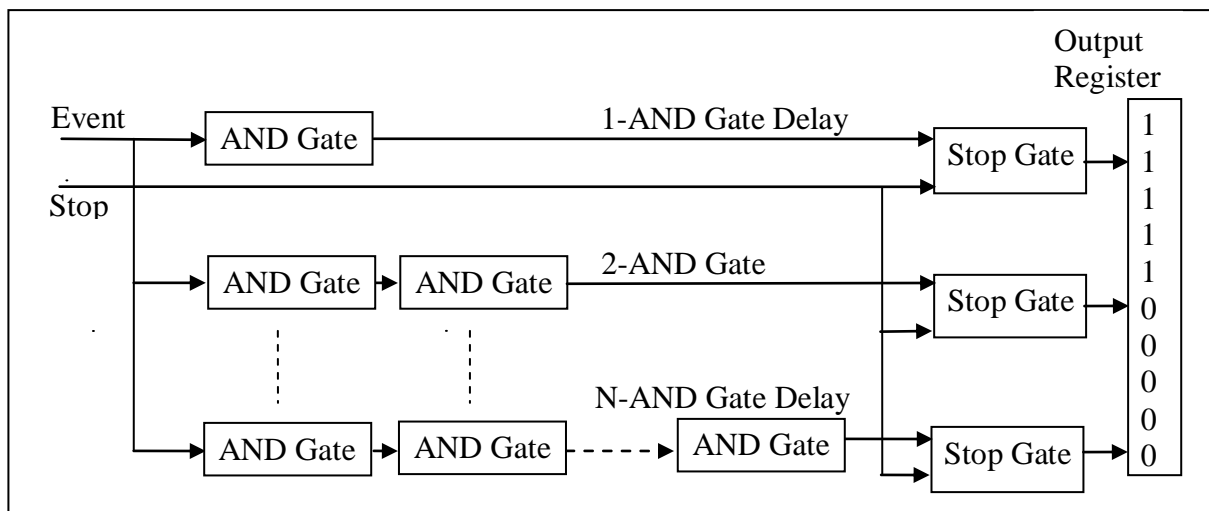 Output
Register
Event
AND Gate
1-AND Gate Delay
Stop Gate
Stop
2-AND Gate
AND Gate
AND Gate
Stop Gate
N-AND Gate Delay
AND Gate
AND Gate
AND Gate
Stop Gate
1
1
1
1
1
0
0
0
0
0